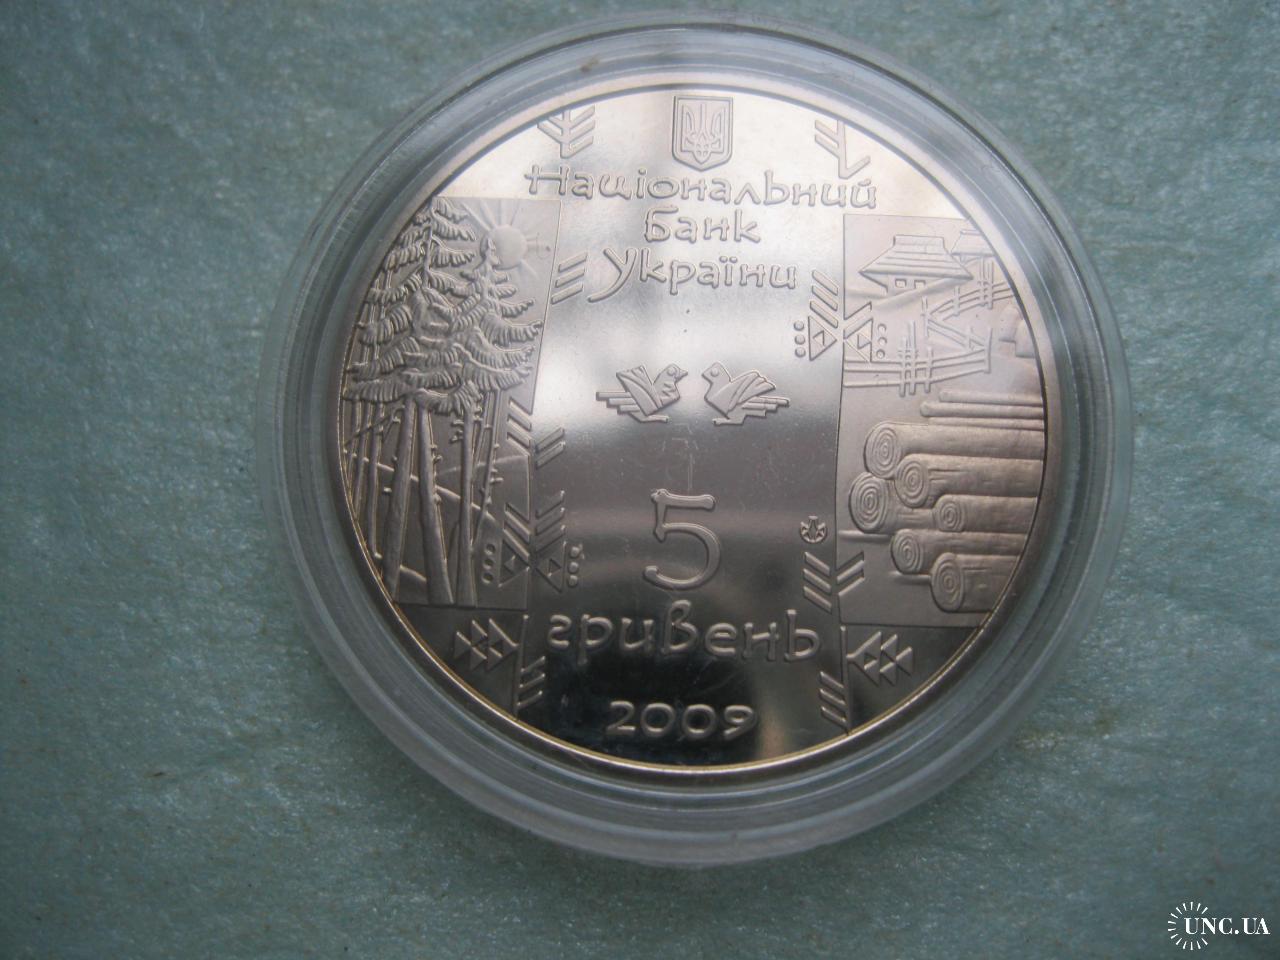 Національний
Банк
України
5
гривень
2009
UNC.UA